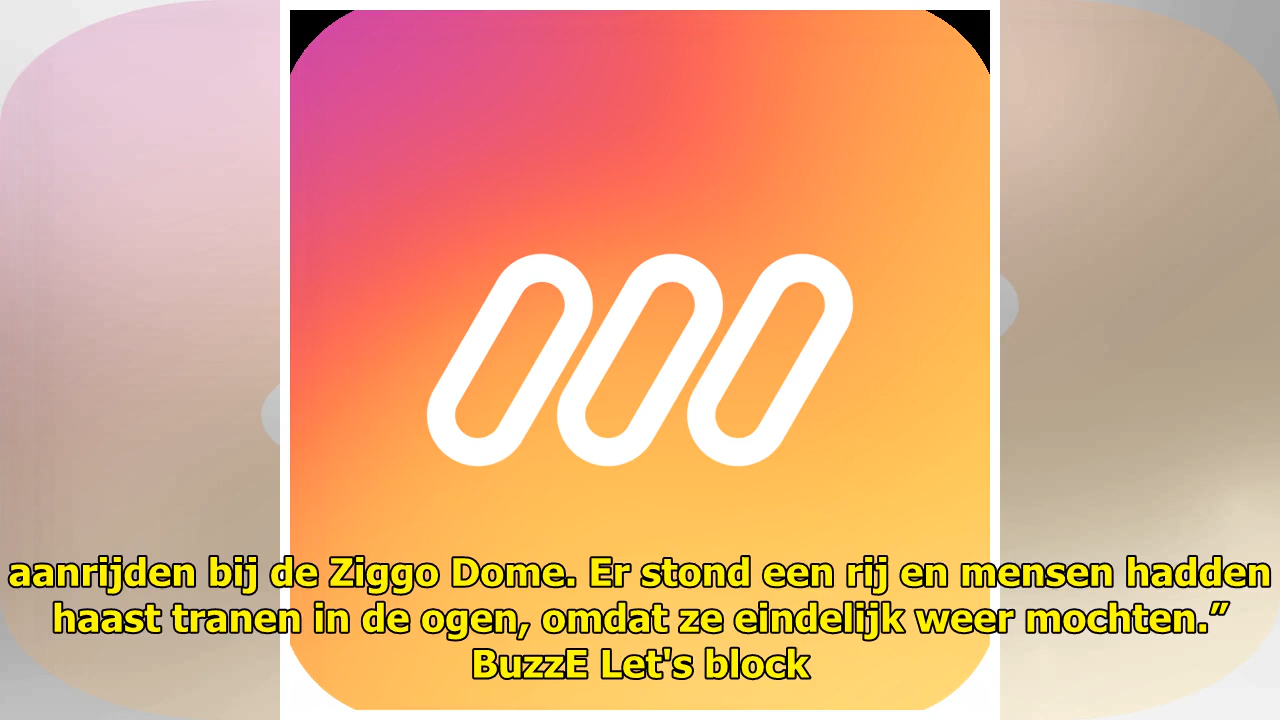 aanrijden bij de Ziggo Dome. Er stond een rij en mensen hadden
haast tranen in de ogen, omdat ze eindelijk weer mochten.”
BuzzE Let's block